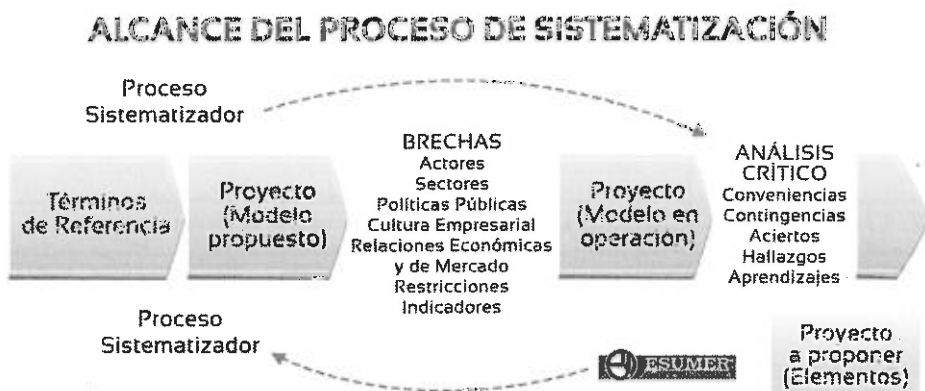 ALCANCE DEL PROCESO DE SISTEMATIZACIÓN
Proceso
Sistematizador
Términos
de Referencia
Proyecto
(Modelo
propuesto)
BRECHAS
Actores
Sectores
Políticas Públicas
Cultura Empresarial
Relaciones Económicas
y de Mercado
Restricciones
Indicadores
Proyecto
(Modelo en
operación)
ANÁLISIS
CRÍTICO
Conveniencias
Contingencias
Aciertos
Hallazgos
Aprendizajes
Proceso
Sistematizador
ESUMER
Proyecto
a proponer
(Elementos)